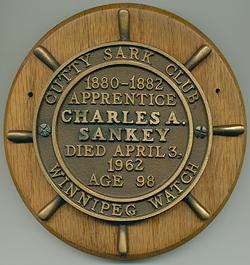 CUTTY SARK CLUB
1880-1882
APPRENTICE
CHARLES A.
SANKEY
DIED APRIL 3,
1962
AGE 98
WINNIPEG WATCH